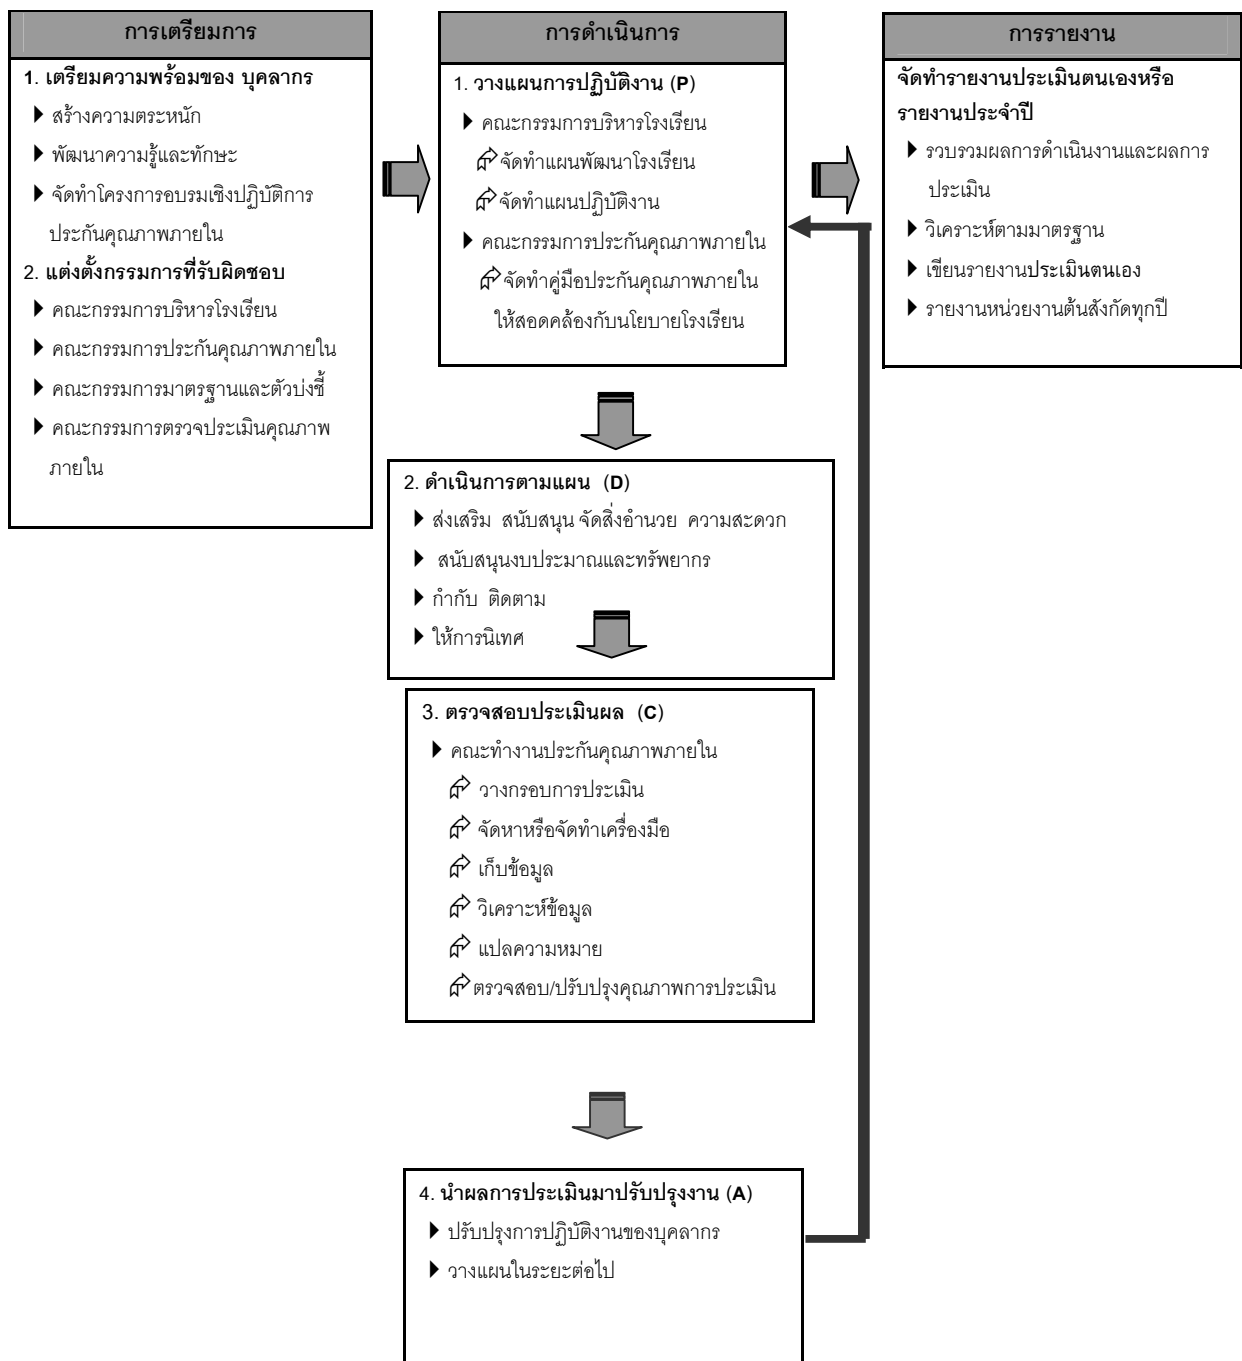 การเตรียมการ
1. เตรียมความพร้อมของ บุคลากร
สร้างความตระหนัก
พัฒนาความรู้และทักษะ
จัดทำโครงการอบรมเชิงปฏิบัติการ
ประกันคุณภาพภายใน
2. แต่งตั้งกรรมการที่รับผิดชอบ
คณะกรรมการบริหารโรงเรียน
คณะกรรมการประกันคุณภาพภายใน
คณะกรรมการมาตรฐานและตัวบ่งชี้
คณะกรรมการตรวจประเมินคุณภาพ
ภายใน
การดำเนินการ
1. วางแผนการปฏิบัติงาน (P)
คณะกรรมการบริหารโรงเรียน
จัดทำแผนพัฒนาโรงเรียน
จัดทำแผนปฏิบัติงาน
คณะกรรมการประกันคุณภาพภายใน
จัดทำคู่มือประกันคุณภาพภายใน
ให้สอดคล้องกับนโยบายโรงเรียน
การรายงาน
จัดทำรายงานประเมินตนเองหรือ
รายงานประจำปี
รวบรวมผลการดำเนินงานและผลการ
ประเมิน
วิเคราะห์ตามมาตรฐาน
เขียนรายงานประเมินตนเอง
รายงานหน่วยงานต้นสังกัดทุกปี
2. ดำเนินการตามแผน (D)
ส่งเสริม สนับสนุน จัดสิ่งอำนวย ความสะดวก
สนับสนุนงบประมาณและทรัพยากร
กำกับ ติดตาม
ให้การนิเทศ
3. ตรวจสอบประเมินผล (C)
คณะทำงานประกันคุณภาพภายใน
วางกรอบการประเมิน
จัดหาหรือจัดทำเครื่องมือ
เก็บข้อมูล
วิเคราะห์ข้อมูล
แปลความหมาย
ตรวจสอบ/ปรับปรุงคุณภาพการประเมิน
4. นำผลการประเมินมาปรับปรุงงาน (A)
ปรับปรุงการปฏิบัติงานของบุคลากร
วางแผนในระยะต่อไป